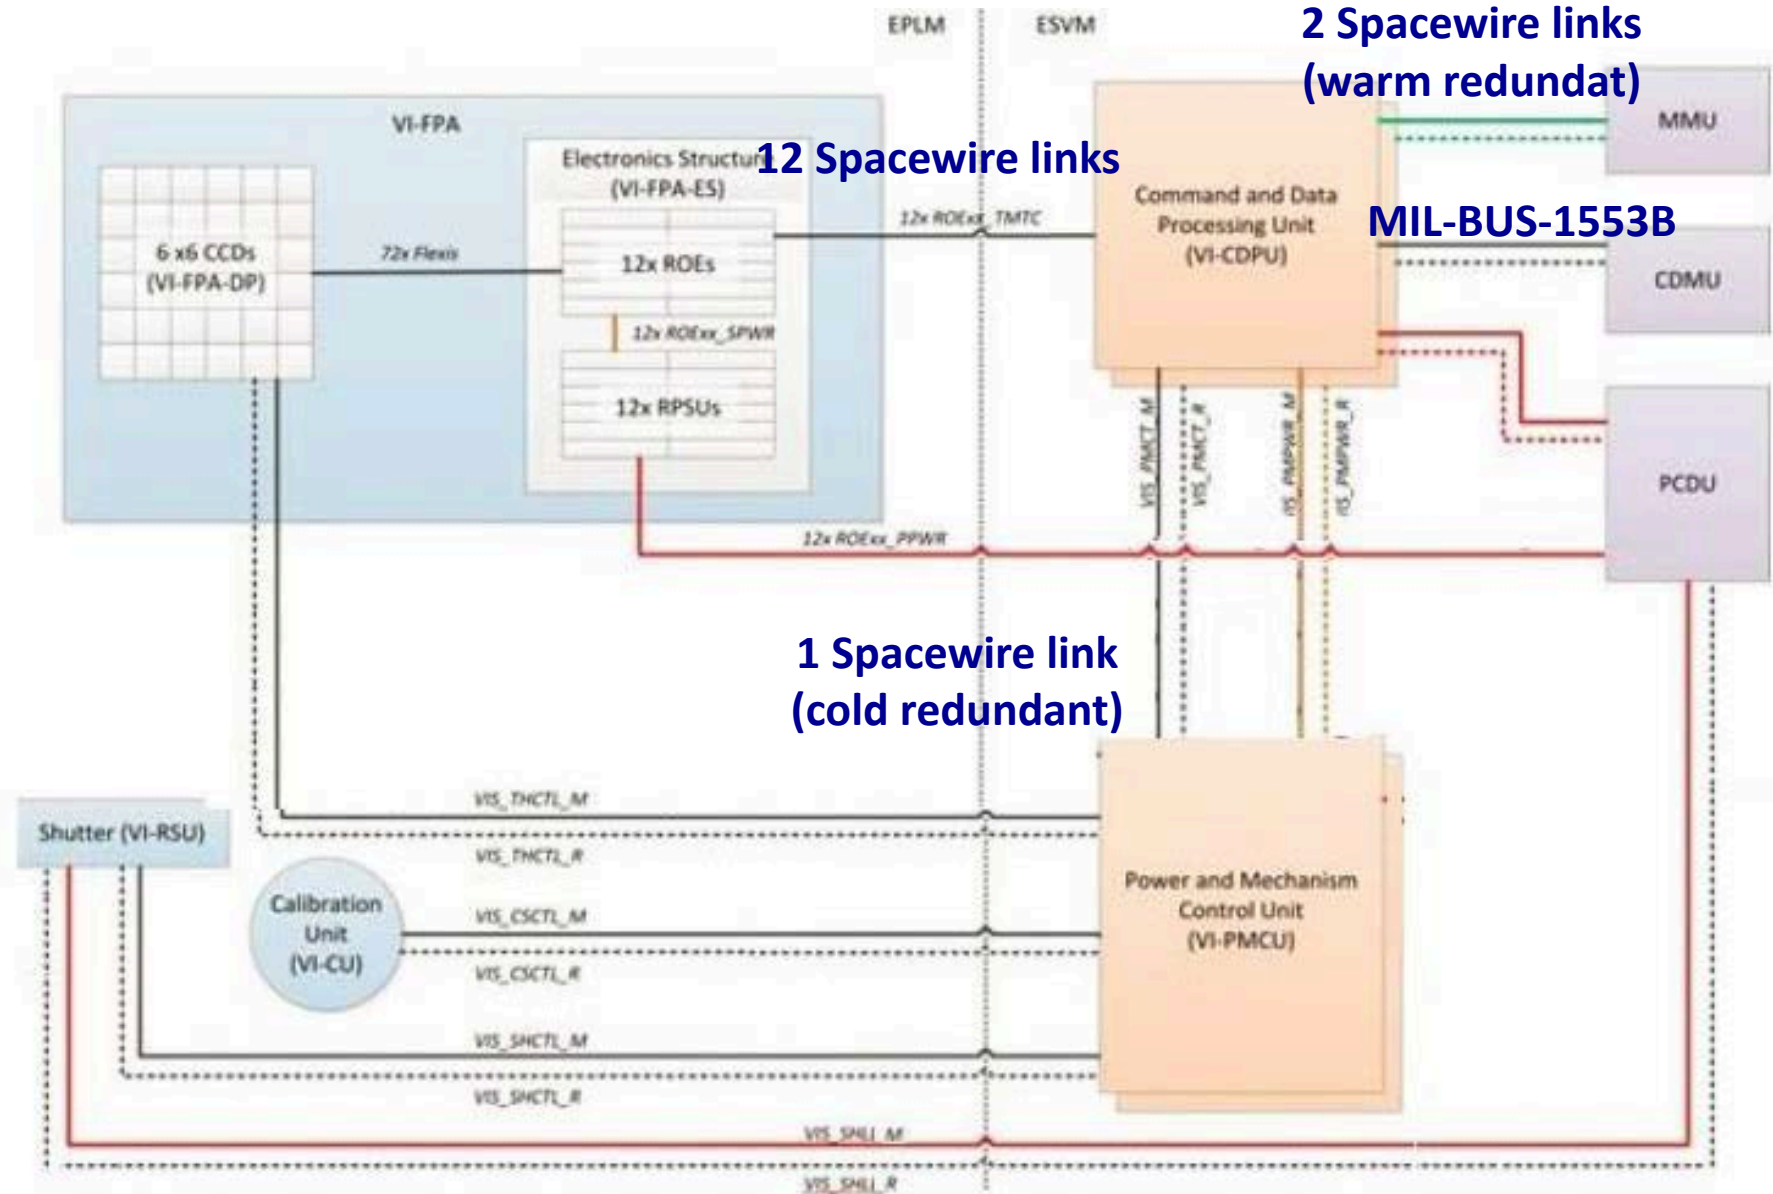 EPLM
ESVM
2 Spacewire links
(warm redundat)
MMU
VI-FPA
Electronics Structure
(VI-FPA-ES)
12 Spacewire links
12x ROExx_TMTC
Command and Data
Processing Unit
(VI-CDPU)
MIL-BUS-1553B
CDMU
6 x6 CCDs
(VI-FPA-DP)
72x Flexis
12x ROEs
12x ROExx_SPWR
12x RPSUs
VIS_PMCT_M
VIS_PMCT_R
VIS_PMPWR_M
VIS_PMPWR_R
PCDU
12x ROExx_PPWR
1 Spacewire link
(cold redundant)
VIS_THCTL_M
VIS_THCTL_R
Shutter (VI-RSU)
Calibration
Unit
(VI-CU)
VIS_CSCTL_M
VIS_CSCTL_R
Power and Mechanism
Control Unit
(VI-PMCU)
VIS_SHCTL_M
VIS_SHCTL_R
VIS_SHLI_M
VIS_SHLI_R